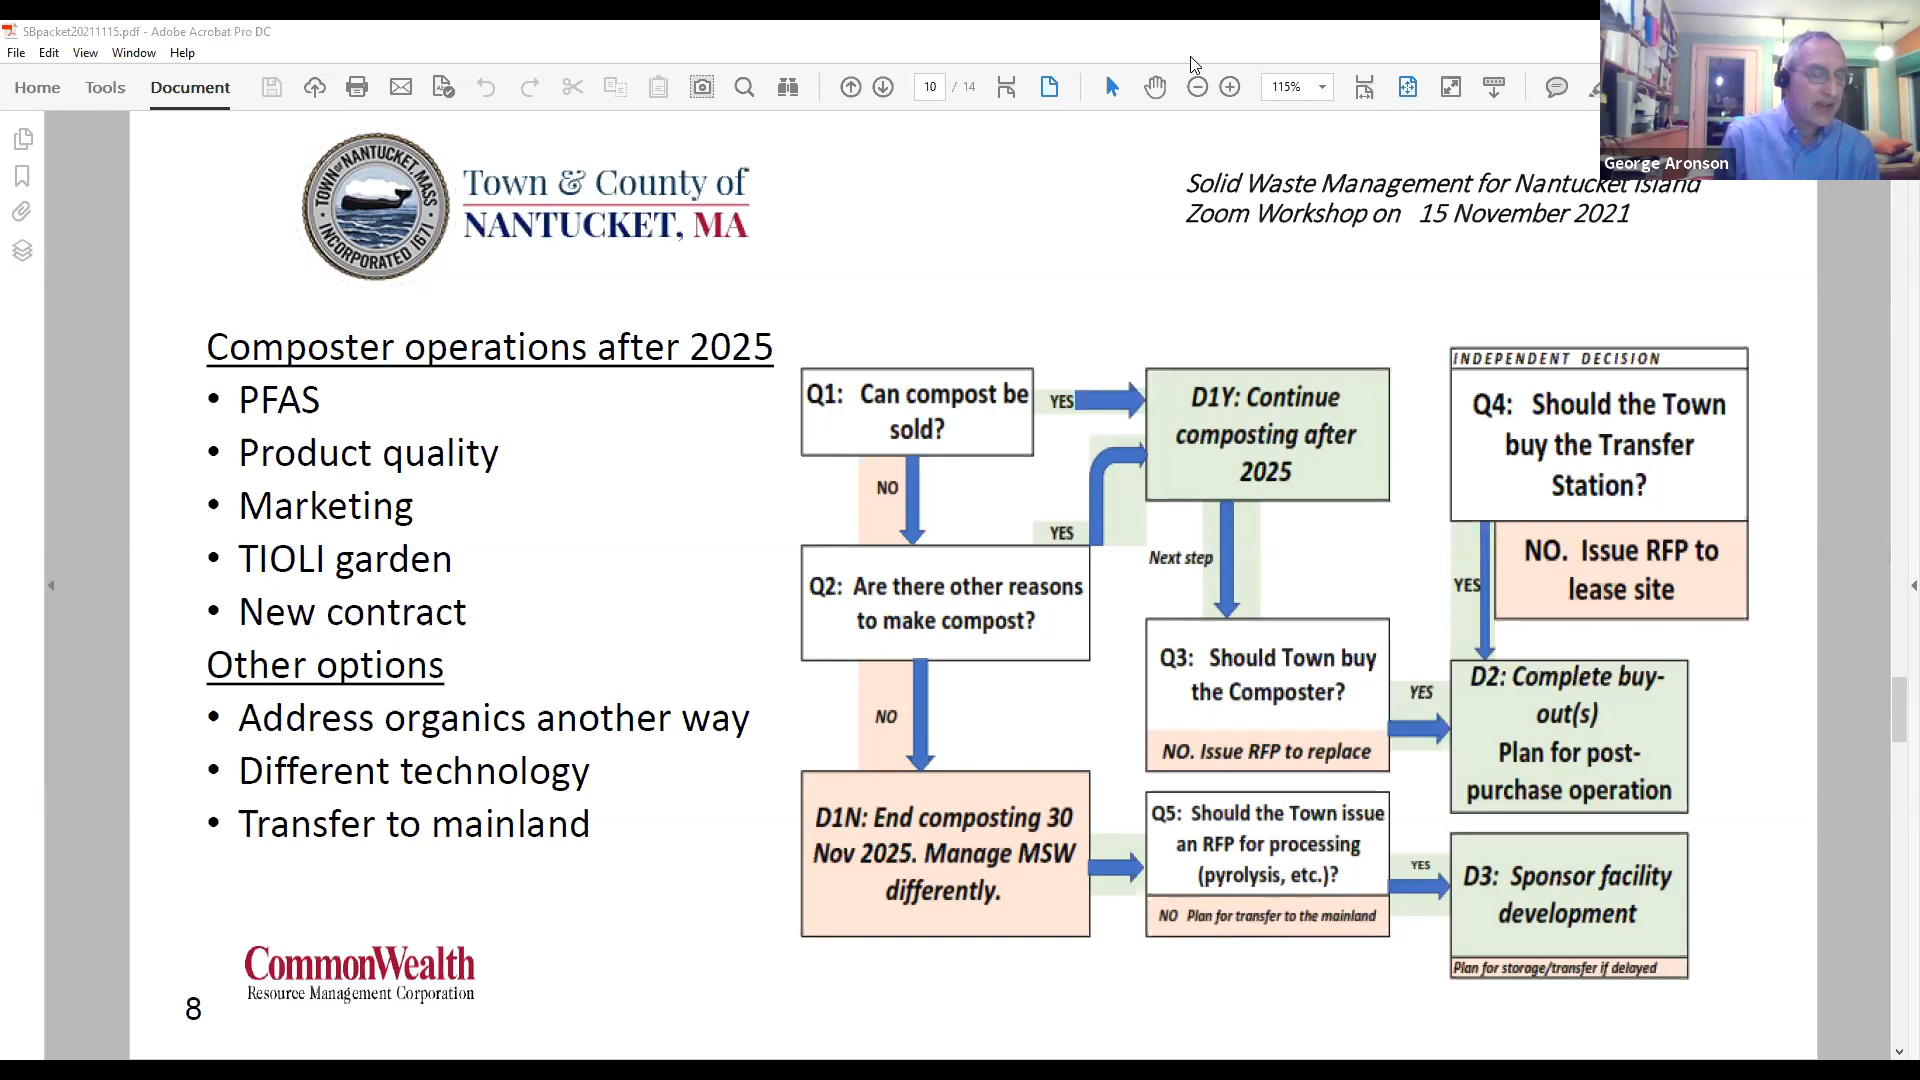 SBpacket20211115.pdf - Adobe Acrobat Pro DC
File Edit View Window Help
Home Tools Document 10 / 14 115%
George Aronson
TOWN OF NANTUCKET, MASS
INCORPORATED 1671
Town & County of
NANTUCKET, MA
Solid Waste Management for Nantucket Island
Zoom Workshop on 15 November 2021
Composter operations after 2025
• PFAS
• Product quality
• Marketing
• TIOLI garden
• New contract
Other options
• Address organics another way
• Different technology
• Transfer to mainland
Q1: Can compost be
sold?
YES
NO
D1Y: Continue
composting after
2025
YES
Q2: Are there other reasons
to make compost?
NO
Next step
Q3: Should Town buy
the Composter?
NO. Issue RFP to replace
YES
D1N: End composting 30
Nov 2025. Manage MSW
differently.
Q5: Should the Town issue
an RFP for processing
(pyrolysis, etc.)?
NO Plan for transfer to the mainland
YES
INDEPENDENT DECISION
Q4: Should the Town
buy the Transfer
Station?
NO. Issue RFP to
lease site
YES
D2: Complete buy-
out(s)
Plan for post-
purchase operation
D3: Sponsor facility
development
Plan for storage/transfer if delayed
CommonWealth
Resource Management Corporation
8